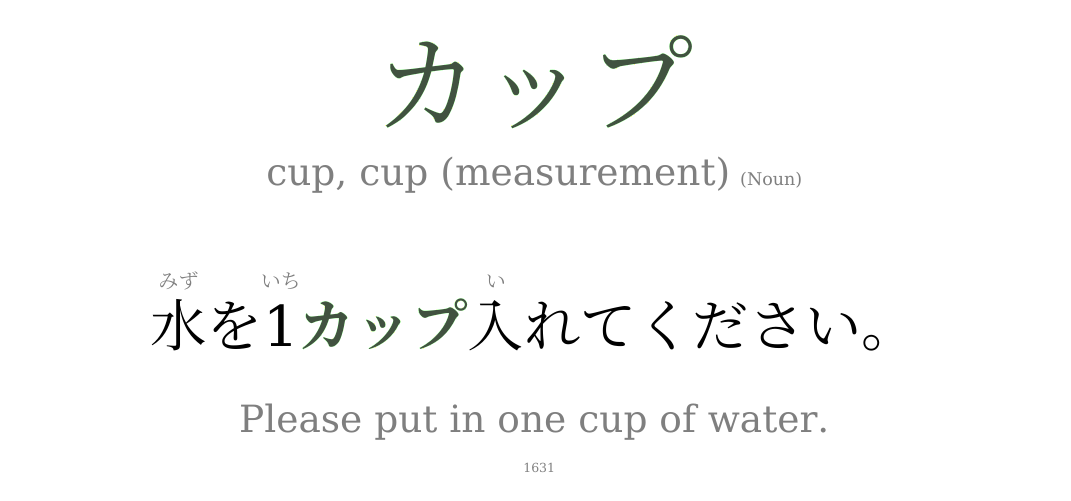 カップ
cup, cup (measurement) (Noun)
みず いち い
水を1カップ入れてください。
Please put in one cup of water.
1631